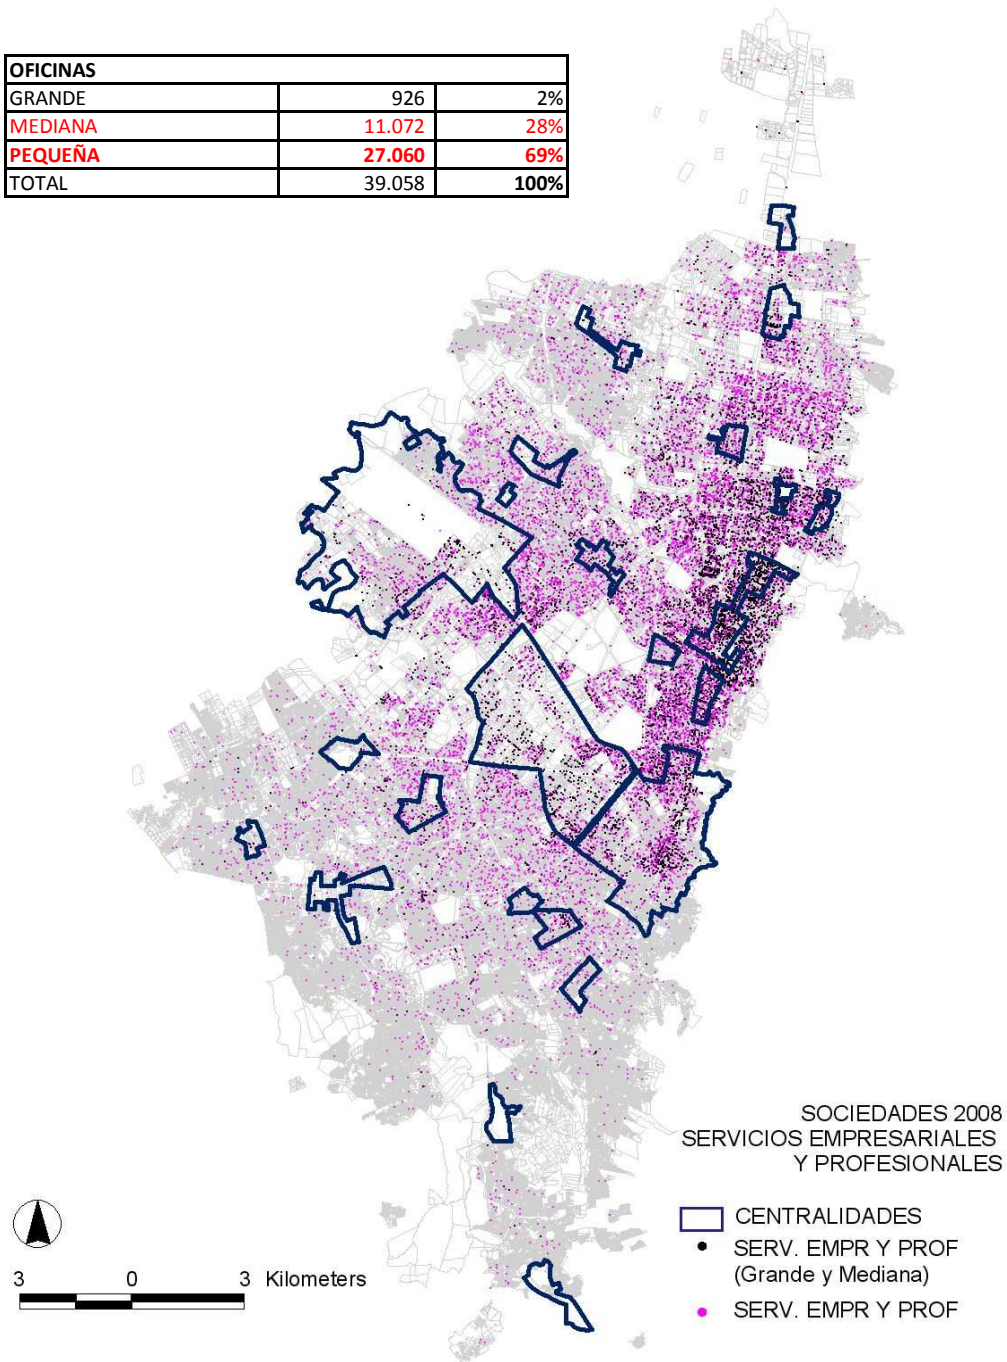 OFICINAS
GRANDE 926 2%
MEDIANA 11.072 28%
PEQUEÑA 27.060 69%
TOTAL 39.058 100%
SOCIEDADES 2008
SERVICIOS EMPRESARIALES
Y PROFESIONALES
CENTRALIDADES
SERV. EMPR Y PROF
(Grande y Mediana)
SERV. EMPR Y PROF
3 0 3 Kilometers